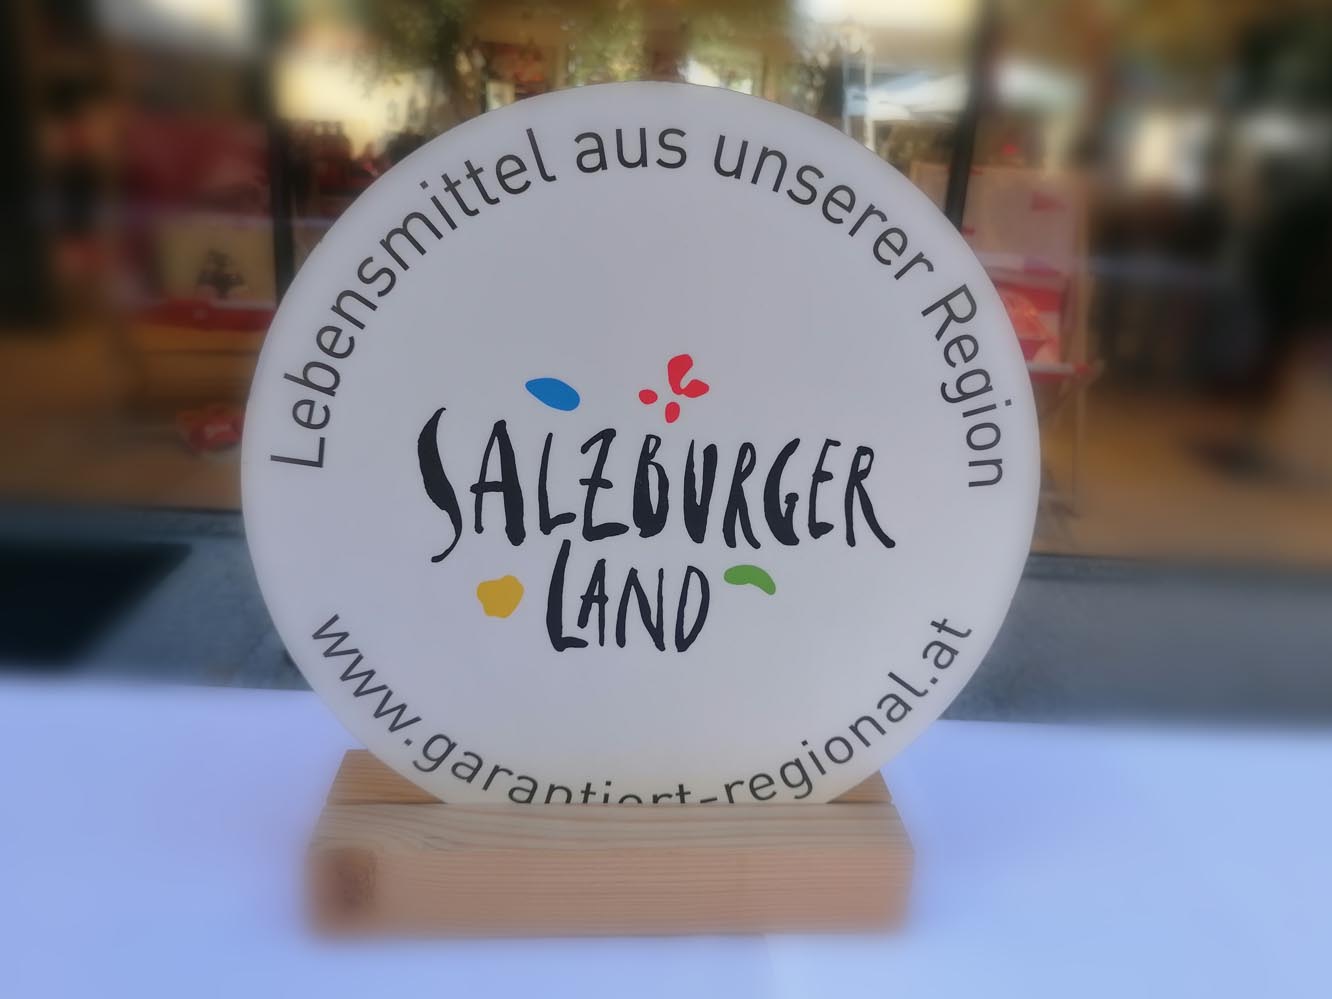 Lebensmittel aus unserer Region
SALZBURGER
LAND
www.garantiert-regional.at